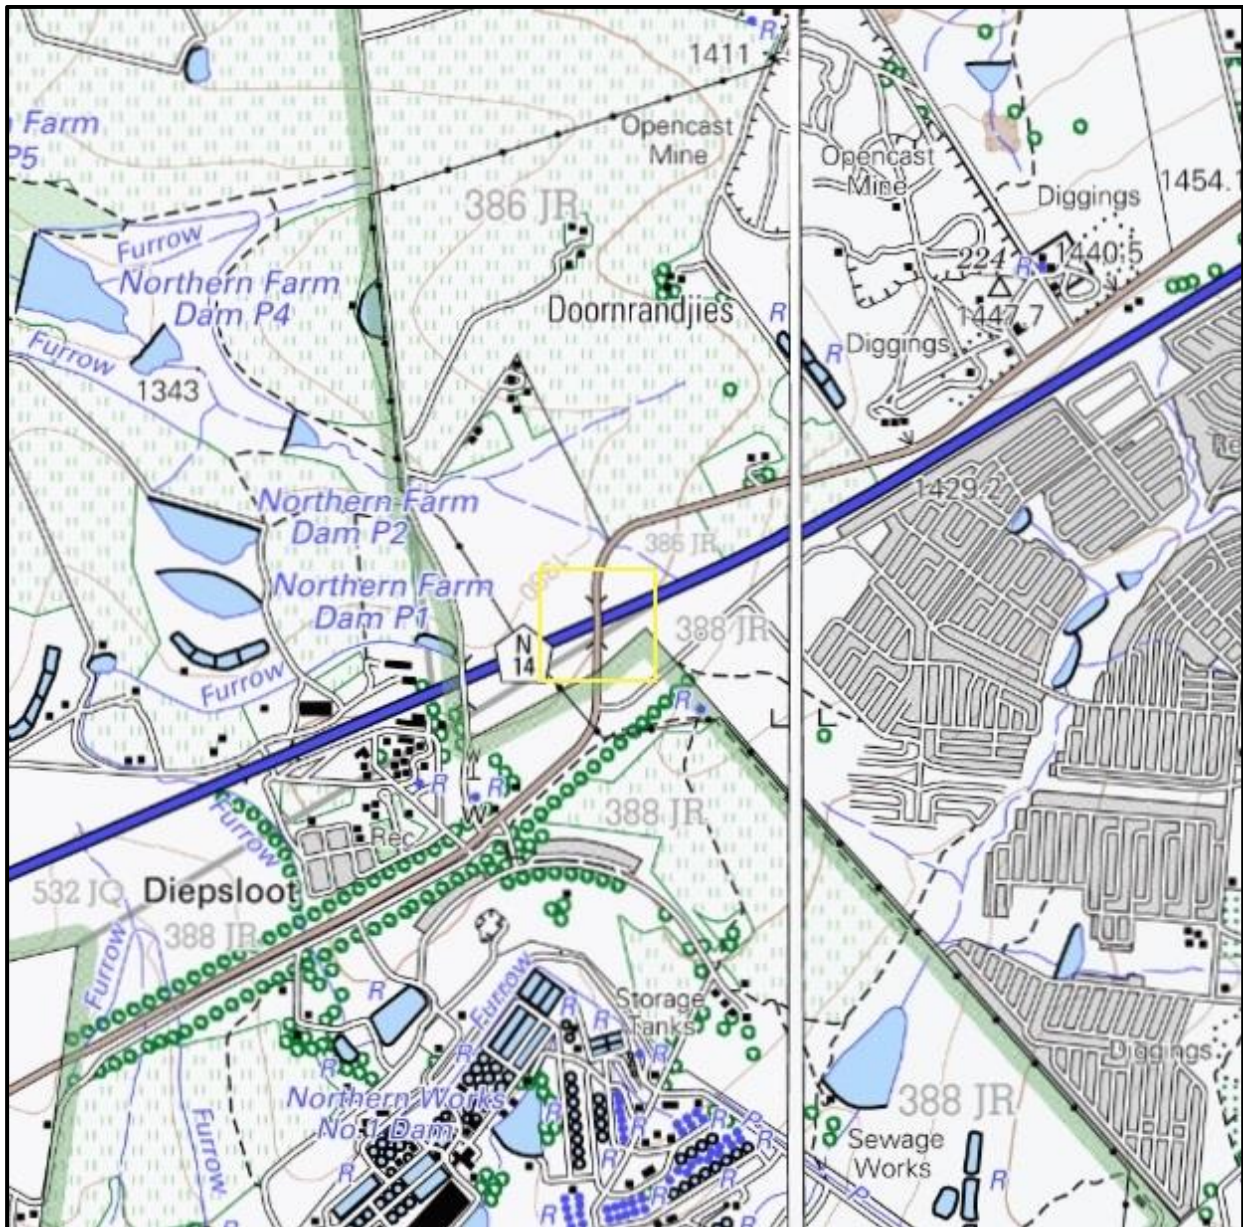 R
1411
Farm
P5
Opencast
Mine
Opencast
Mine
Diggings
1454.
386 JR
Furrow
Northern Farm
Dam P4
224
R
1440.5
Doornrandjies
R
1447.7
Furrow
R
Diggings
1343
1429.2
Northern Farm
Dam P2
386 JR
1350
Northern Farm
Dam P1
388 JR
N
14
Furrow
R
R
R
388 JR
W
Furrow
Rec
532 JQ
Diepsloot
388 JR
Furrow
Furrow
R
R
R
Storage
Tanks
R
R
R
Diggings
Northern Works
No.1 Dam
R
R
P
R
388 JR
Furrow
Sewage
Works
R
R
R
P
R
R
R
R